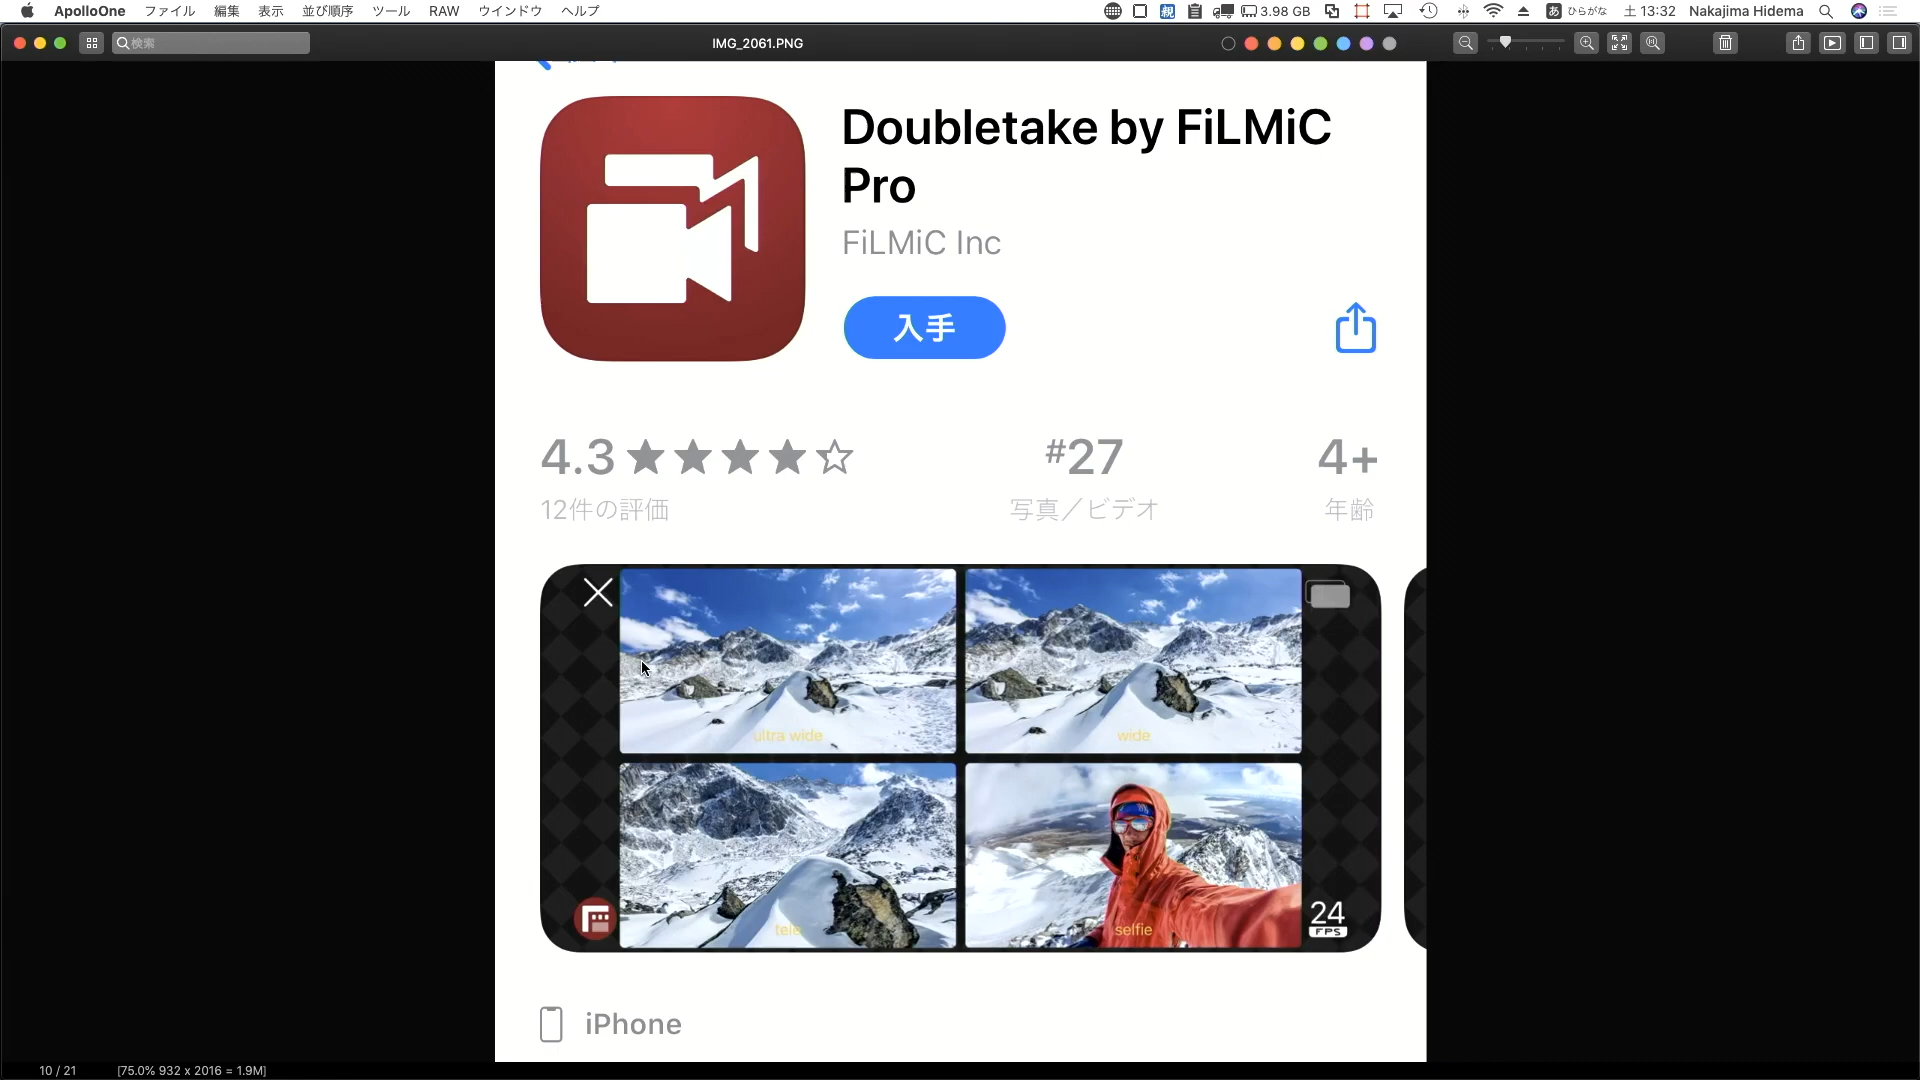 ApolloOne ファイル 編集 表示 並び順序 ツール RAW ウインドウ ヘルプ 親 3.98 GB あ ひらがな 土 13:32 Nakajima Hidema
検索 IMG_2061.PNG
Doubletake by FiLMiC
Pro
FiLMiC Inc
入手
4.3 #27 4+
12件の評価 写真／ビデオ 年齢
ultra wide wide
tele selfie
24
FPS
iPhone
10 / 21 [75.0% 932 x 2016 = 1.9M]